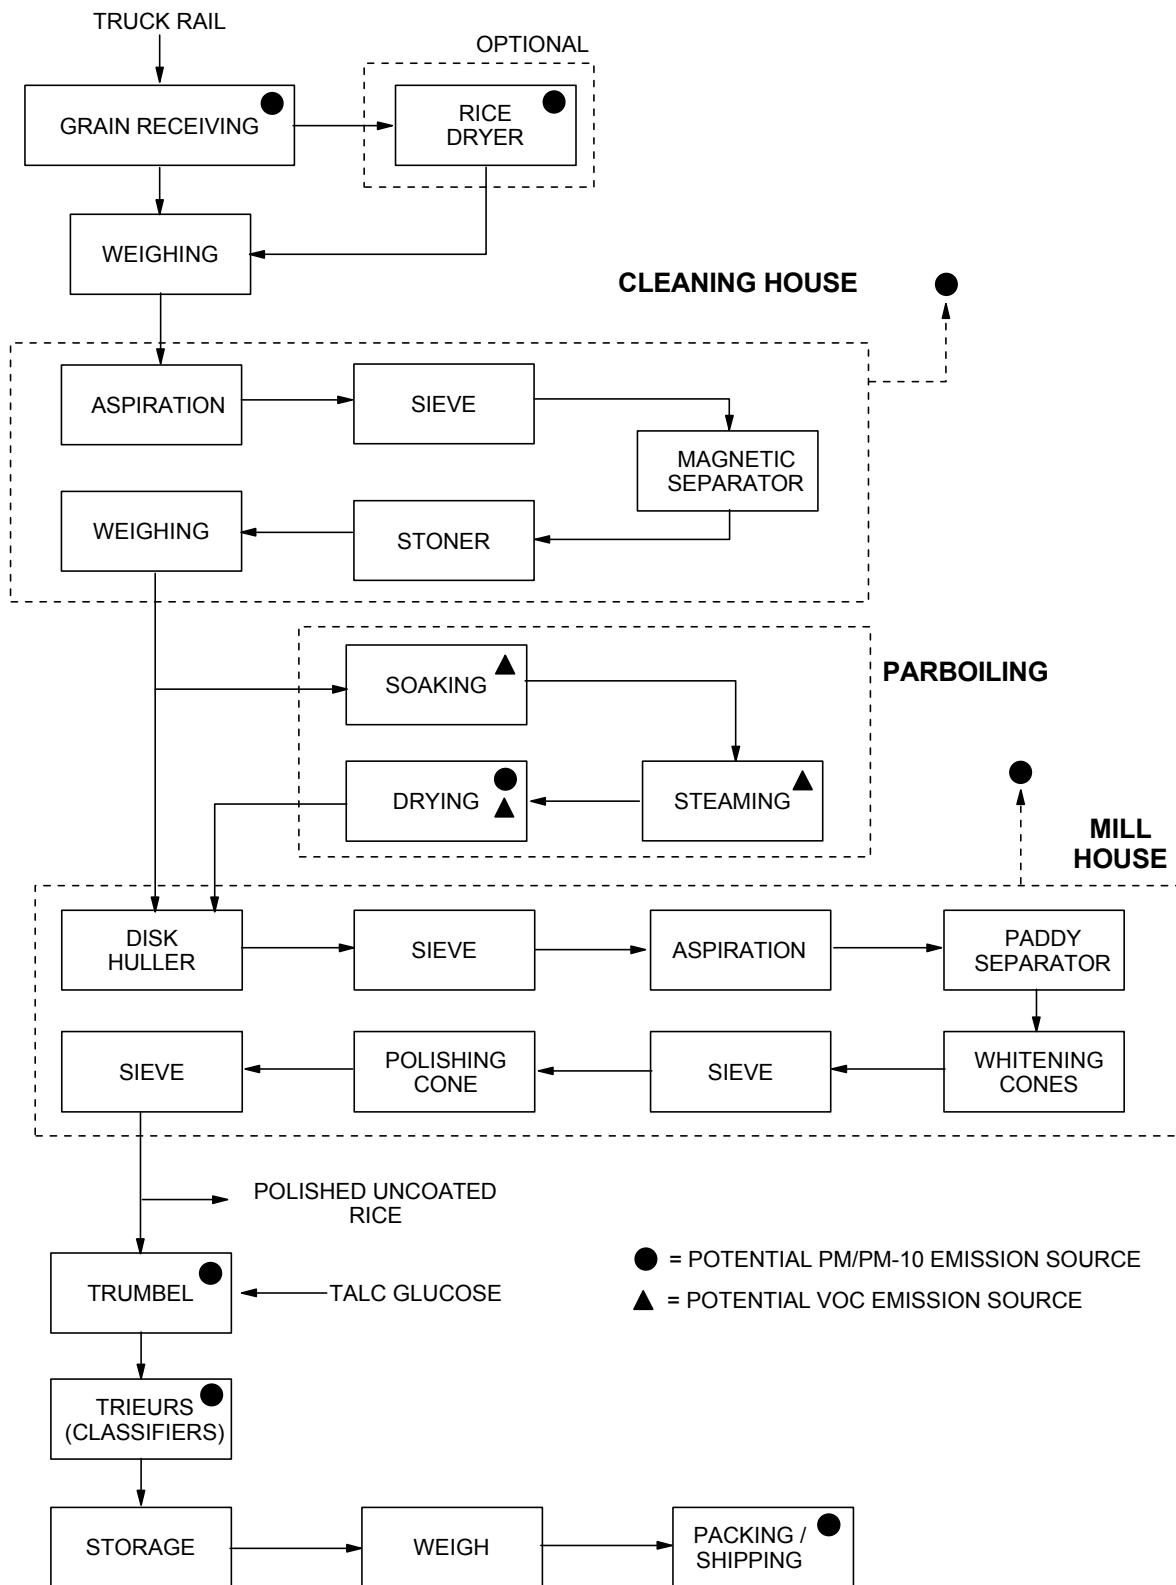 TRUCK RAIL
OPTIONAL
GRAIN RECEIVING
RICE
DRYER
WEIGHING
CLEANING HOUSE
ASPIRATION
SIEVE
MAGNETIC
SEPARATOR
WEIGHING
STONER
SOAKING
PARBOILING
DRYING
STEAMING
MILL
HOUSE
DISK
HULLER
SIEVE
ASPIRATION
PADDY
SEPARATOR
SIEVE
POLISHING
CONE
SIEVE
WHITENING
CONES
POLISHED UNCOATED
RICE
TRUMBEL
TALC GLUCOSE
= POTENTIAL PM/PM-10 EMISSION SOURCE
= POTENTIAL VOC EMISSION SOURCE
TRIEURS
(CLASSIFIERS)
STORAGE
WEIGH
PACKING /
SHIPPING